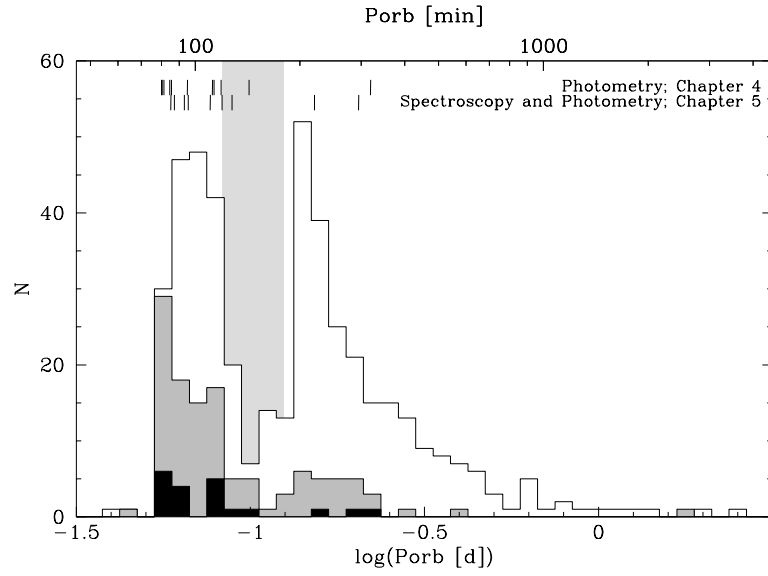 Porb [min]
100 1000
60
Photometry; Chapter 4
Spectroscopy and Photometry; Chapter 5
40
N
20
0
−1.5 −1 −0.5 0
log(Porb [d])